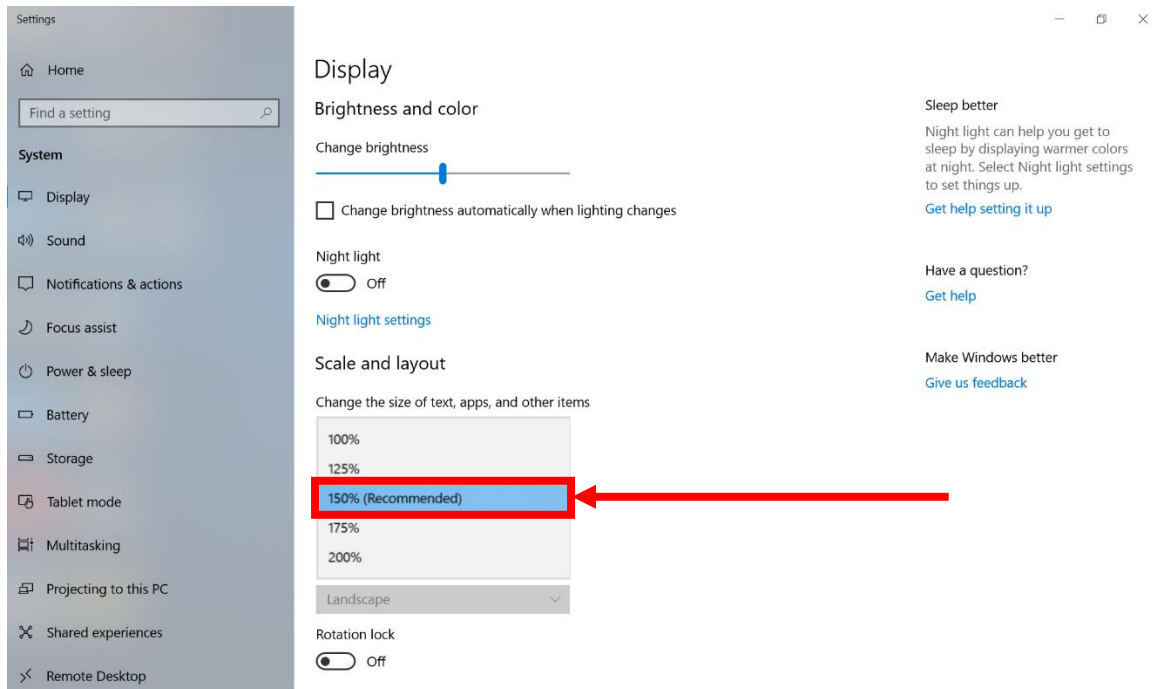 Settings
Home
Find a setting
System
Display
Sound
Notifications & actions
Focus assist
Power & sleep
Battery
Storage
Tablet mode
Multitasking
Projecting to this PC
Shared experiences
Remote Desktop
Display
Brightness and color
Change brightness
Change brightness automatically when lighting changes
Night light
Off
Night light settings
Scale and layout
Change the size of text, apps, and other items
100%
125%
150% (Recommended)
175%
200%
Landscape
Rotation lock
Off
Sleep better
Night light can help you get to
sleep by displaying warmer colors
at night. Select Night light settings
to set things up.
Get help setting it up
Have a question?
Get help
Make Windows better
Give us feedback